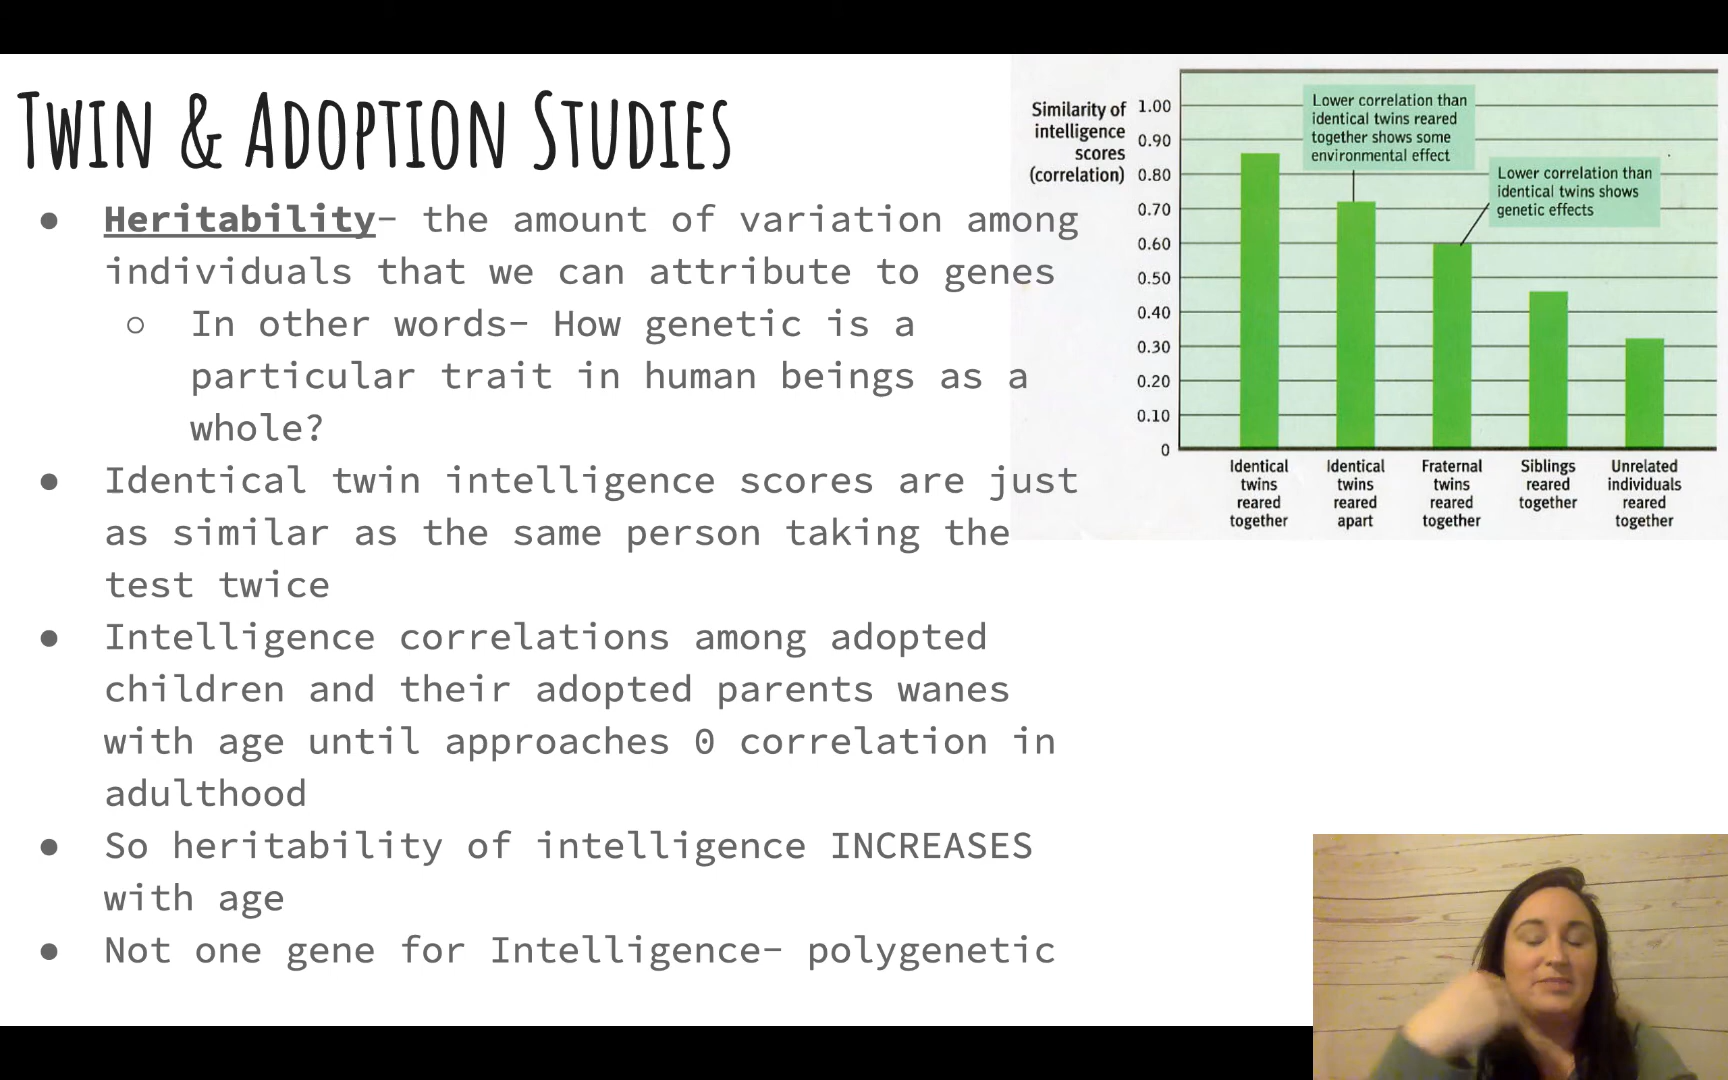 TWIN & ADOPTION STUDIES
● Heritability- the amount of variation among
individuals that we can attribute to genes
○ In other words- How genetic is a
particular trait in human beings as a
whole?
● Identical twin intelligence scores are just
as similar as the same person taking the
test twice
● Intelligence correlations among adopted
children and their adopted parents wanes
with age until approaches 0 correlation in
adulthood
● So heritability of intelligence INCREASES
with age
● Not one gene for Intelligence- polygenetic
Similarity of
intelligence
scores
(correlation)
1.00
0.90
0.80
0.70
0.60
0.50
0.40
0.30
0.20
0.10
0
Lower correlation than
identical twins reared
together shows some
environmental effect
Lower correlation than
identical twins shows
genetic effects
Identical
twins
reared
together
Identical
twins
reared
apart
Fraternal
twins
reared
together
Siblings
reared
together
Unrelated
individuals
reared
together